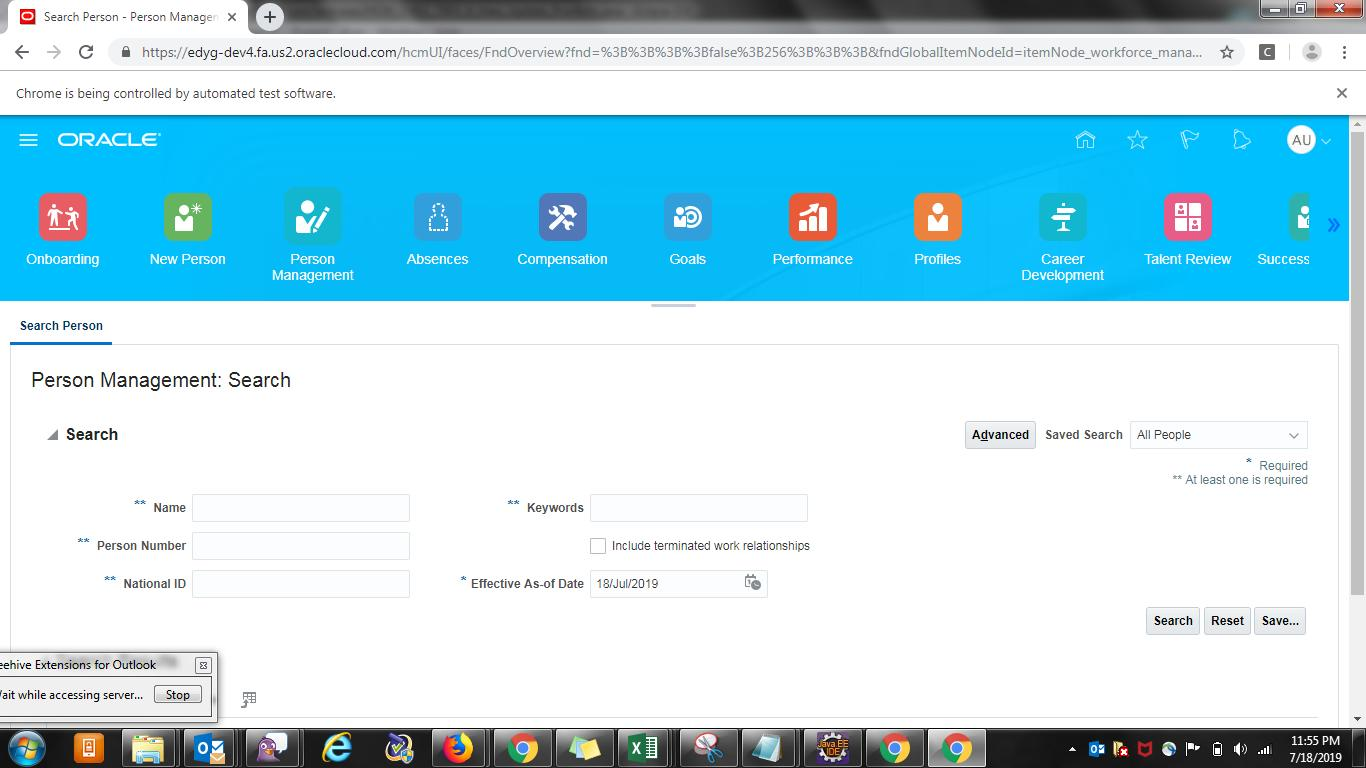 Search Person - Person Managen
https://edyg-dev4.fa.us2.oraclecloud.com/hcmUI/faces/FndOverview?fnd=%3B%3B%3B%3Bfalse%3B256%3B%3B%3B&fndGlobalItemNodeId=itemNode_workforce_mana...
C
Chrome is being controlled by automated test software.
ORACLE
AU
Onboarding
New Person
Person
Management
Absences
Compensation
Goals
Performance
Profiles
Career
Development
Talent Review
Success
Search Person
Person Management: Search
Search
Advanced Saved Search All People
* Required
** At least one is required
** Name
** Keywords
** Person Number
Include terminated work relationships
** National ID
* Effective As-of Date 18/Jul/2019
Search Reset Save...
eehive Extensions for Outlook
ait while accessing server... Stop
Java EE
IDE
11:55 PM
7/18/2019